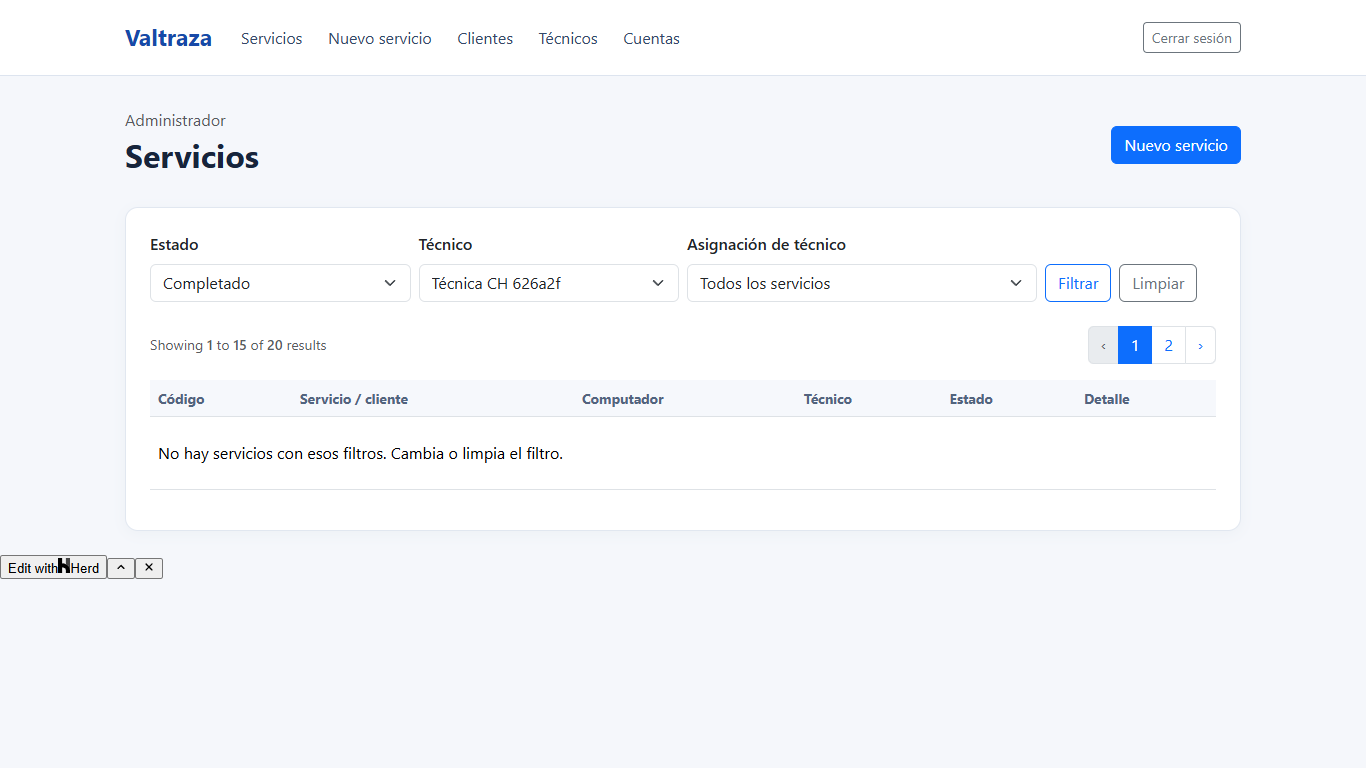 Valtraza Servicios Nuevo servicio Clientes Técnicos Cuentas Cerrar sesión
Administrador
Servicios
Nuevo servicio
Estado Técnico Asignación de técnico
Completado Técnica CH 626a2f Todos los servicios Filtrar Limpiar
Showing 1 to 15 of 20 results ‹ 1 2 ›
Código Servicio / cliente Computador Técnico Estado Detalle
No hay servicios con esos filtros. Cambia o limpia el filtro.
Edit with Herd